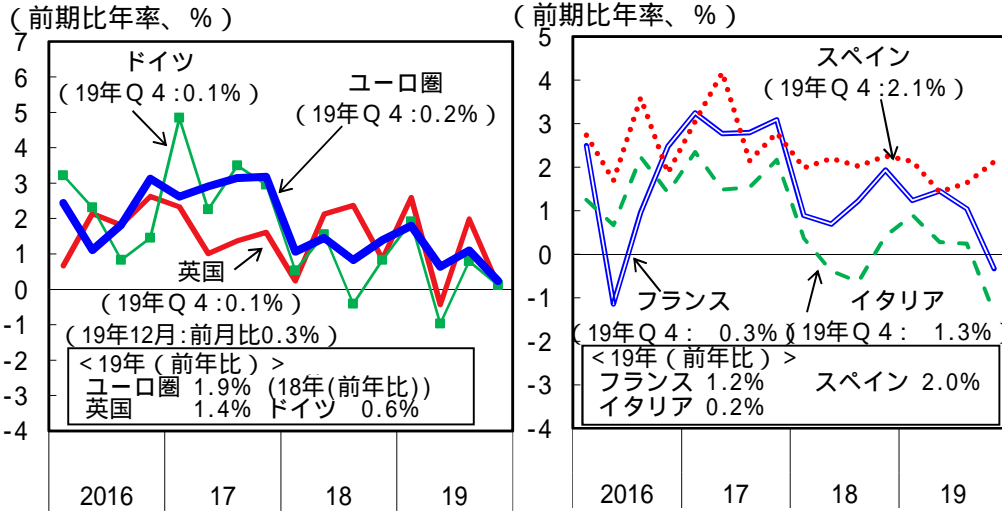 （前期比年率、％）
7
6
5
4
3
2
1
0
-1
-2
-3
-4
ドイツ
（19年Ｑ４:0.1%）
ユーロ圏
（19年Ｑ４:0.2%）
英国
（19年Ｑ４:0.1%）
（19年12月:前月比0.3%）
＜19年（前年比）＞
ユーロ圏 1.9% (18年(前年比))
英国 1.4% ドイツ 0.6%
2016 17 18 19
（前期比年率、％）
5
4
3
2
1
0
-1
-2
-3
-4
スペイン
（19年Ｑ４:2.1%）
フランス
（19年Ｑ４: 0.3%）
イタリア
（19年Ｑ４: 1.3%）
＜19年（前年比）＞
フランス 1.2% スペイン 2.0%
イタリア 0.2%
2016 17 18 19